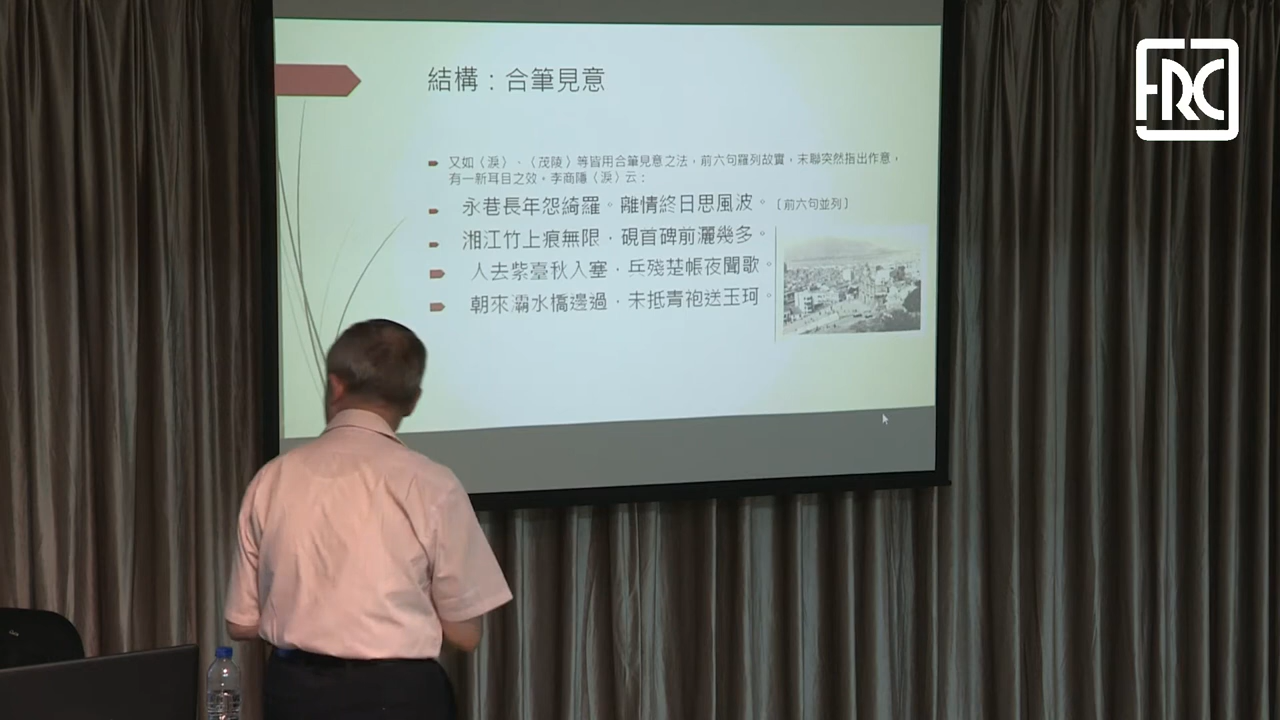 FRC
結構：合筆見意
又如〈淚〉、〈茂陵〉等皆用合筆見意之法，前六句羅列故實，末聯突然指出作意，
有一新耳目之效。李商隱〈淚〉云：
永巷長年怨綺羅。離情終日思風波。〔前六句並列〕
湘江竹上痕無限，硯首碑前灑幾多。
人去紫臺秋入塞，兵殘楚帳夜聞歌。
朝來灞水橋邊過，未抵青袍送玉珂。